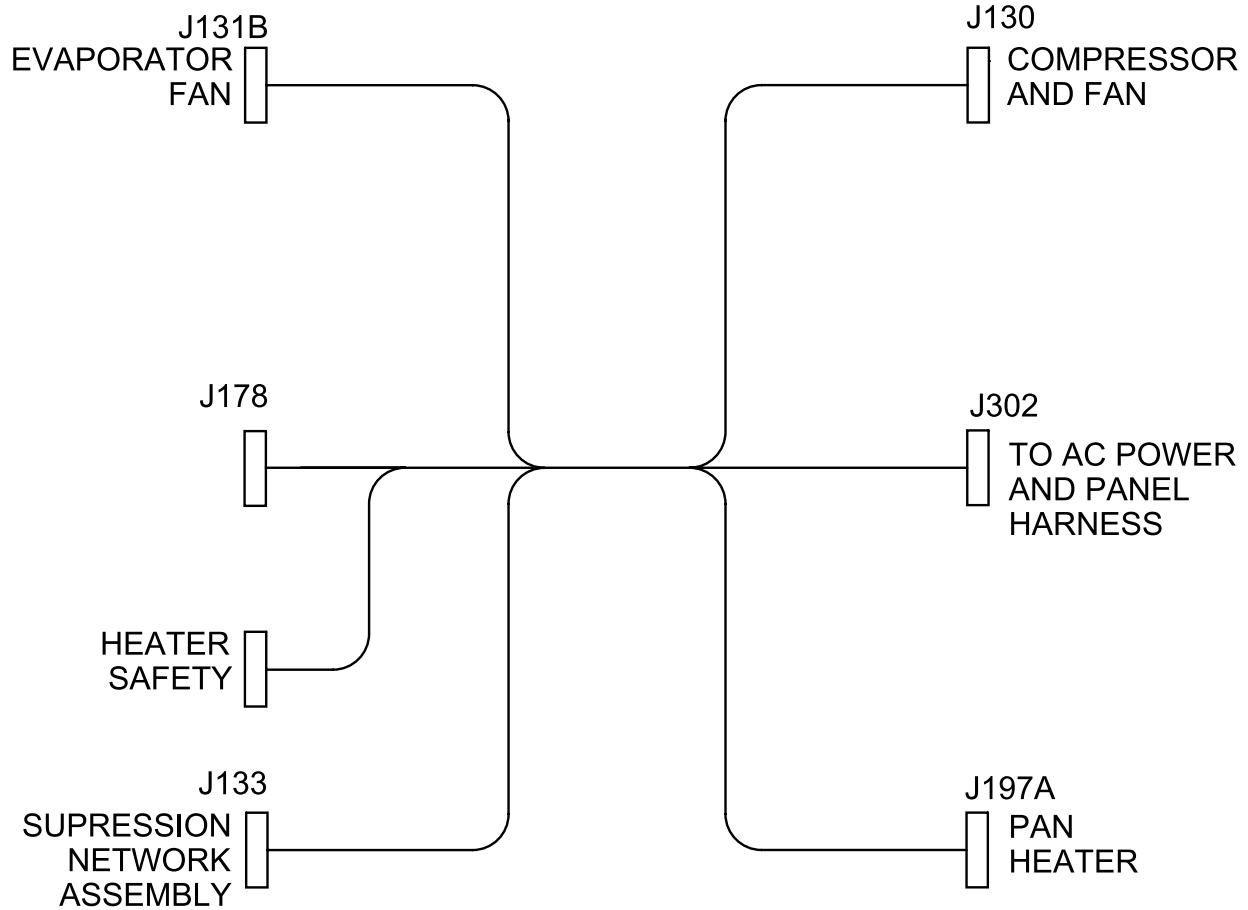 J131B
EVAPORATOR
FAN
J130
COMPRESSOR
AND FAN
J178
J302
TO AC POWER
AND PANEL
HARNESS
HEATER
SAFETY
J133
SUPRESSION
NETWORK
ASSEMBLY
J197A
PAN
HEATER